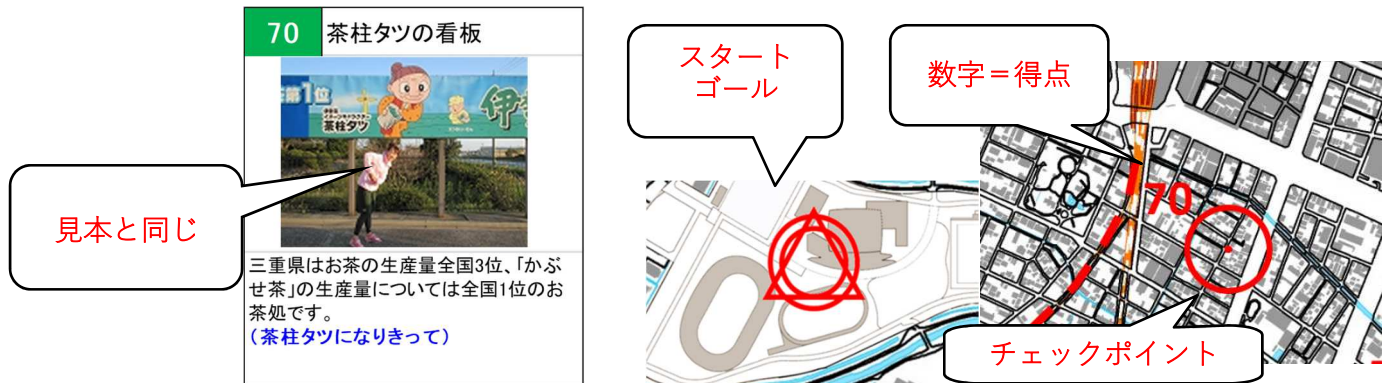 70 茶柱タツの看板
第1位
茶柱タツ
伊
見本と同じ
三重県はお茶の生産量全国3位、「かぶ
せ茶」の生産量については全国1位のお
茶処です。
（茶柱タツになりきって）
スタート
ゴール
数字＝得点
70
チェックポイント